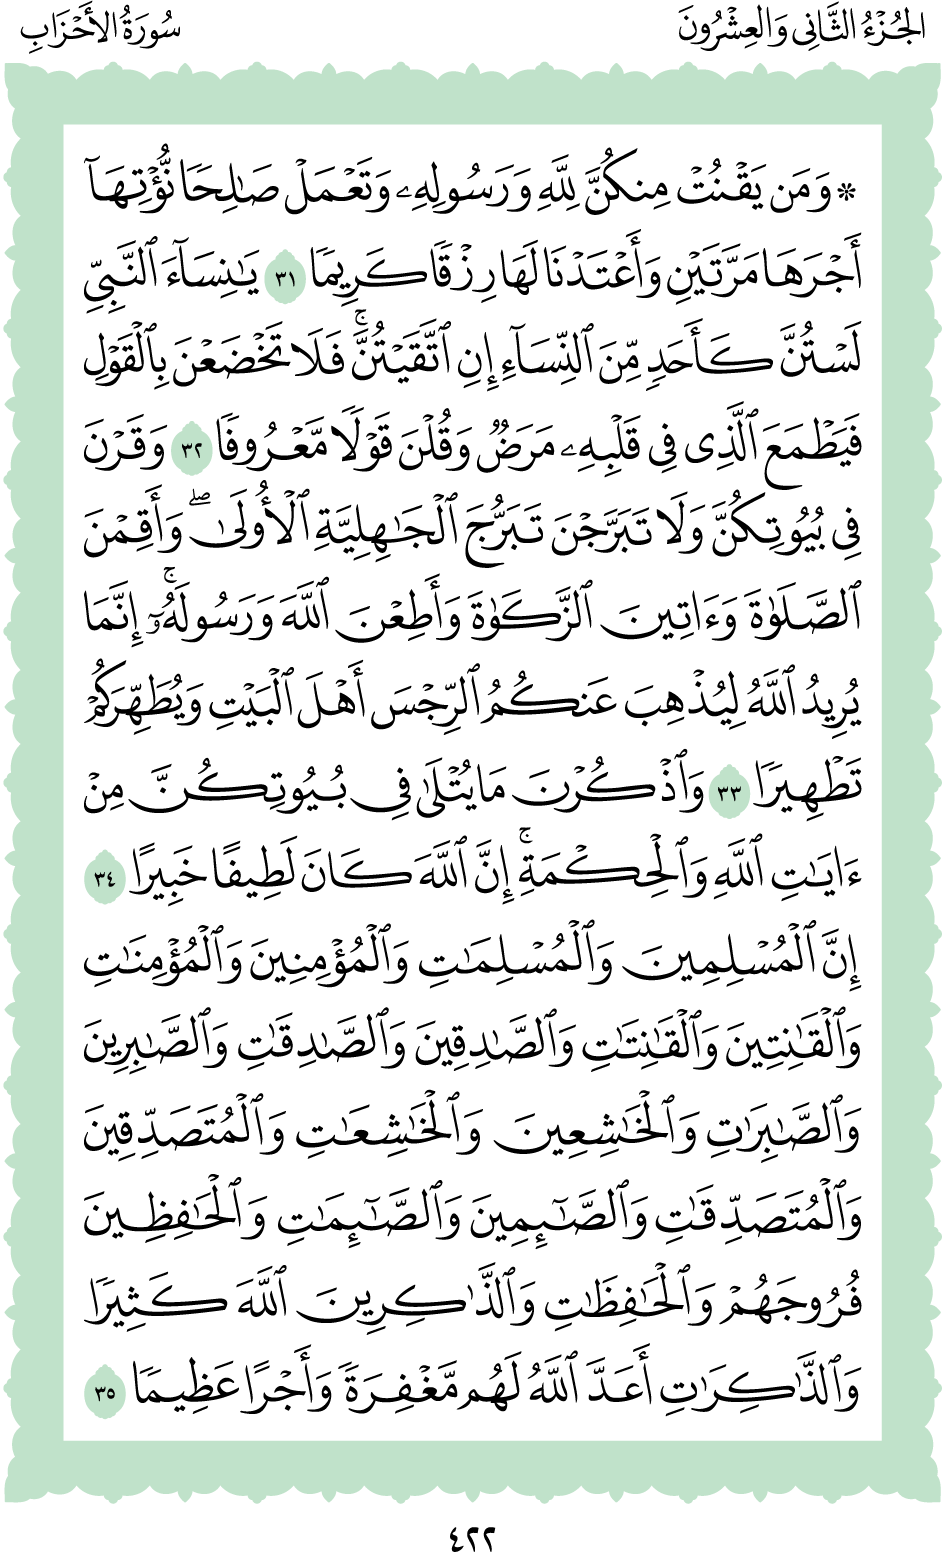 الجُزْءُ الثَّانِى وَالعِشْرُونَ
سُورَةُ الأَحْزَابِ
۞ وَمَن يَقۡنُتۡ مِنكُنَّ لِلَّهِ وَرَسُولِهِۦ وَتَعۡمَلۡ صَٰلِحٗا نُّؤۡتِهَآ
أَجۡرَهَا مَرَّتَيۡنِ وَأَعۡتَدۡنَا لَهَا رِزۡقٗا كَرِيمٗا ٣١ يَٰنِسَآءَ ٱلنَّبِيِّ
لَسۡتُنَّ كَأَحَدٖ مِّنَ ٱلنِّسَآءِ إِنِ ٱتَّقَيۡتُنَّۚ فَلَا تَخۡضَعۡنَ بِٱلۡقَوۡلِ
فَيَطۡمَعَ ٱلَّذِي فِي قَلۡبِهِۦ مَرَضٞ وَقُلۡنَ قَوۡلٗا مَّعۡرُوفٗا ٣٢ وَقَرۡنَ
فِي بُيُوتِكُنَّ وَلَا تَبَرَّجۡنَ تَبَرُّجَ ٱلۡجَٰهِلِيَّةِ ٱلۡأُولَىٰۖ وَأَقِمۡنَ
ٱلصَّلَوٰةَ وَءَاتِينَ ٱلزَّكَوٰةَ وَأَطِعۡنَ ٱللَّهَ وَرَسُولَهُۥٓۚ إِنَّمَا
يُرِيدُ ٱللَّهُ لِيُذۡهِبَ عَنكُمُ ٱلرِّجۡسَ أَهۡلَ ٱلۡبَيۡتِ وَيُطَهِّرَكُمۡ
تَطۡهِيرٗا ٣٣ وَٱذۡكُرۡنَ مَا يُتۡلَىٰ فِي بُيُوتِكُنَّ مِنۡ
ءَايَٰتِ ٱللَّهِ وَٱلۡحِكۡمَةِۚ إِنَّ ٱللَّهَ كَانَ لَطِيفًا خَبِيرًا ٣٤
إِنَّ ٱلۡمُسۡلِمِينَ وَٱلۡمُسۡلِمَٰتِ وَٱلۡمُؤۡمِنِينَ وَٱلۡمُؤۡمِنَٰتِ
وَٱلۡقَٰنِتِينَ وَٱلۡقَٰنِتَٰتِ وَٱلصَّٰدِقِينَ وَٱلصَّٰدِقَٰتِ وَٱلصَّٰبِرِينَ
وَٱلصَّٰبِرَٰتِ وَٱلۡخَٰشِعِينَ وَٱلۡخَٰشِعَٰتِ وَٱلۡمُتَصَدِّقِينَ
وَٱلۡمُتَصَدِّقَٰتِ وَٱلصَّٰٓئِمِينَ وَٱلصَّٰٓئِمَٰتِ وَٱلۡحَٰفِظِينَ
فُرُوجَهُمۡ وَٱلۡحَٰفِظَٰتِ وَٱلذَّٰكِرِينَ ٱللَّهَ كَثِيرٗا
وَٱلذَّٰكِرَٰتِ أَعَدَّ ٱللَّهُ لَهُم مَّغۡفِرَةٗ وَأَجۡرًا عَظِيمٗا ٣٥
٤٢٢